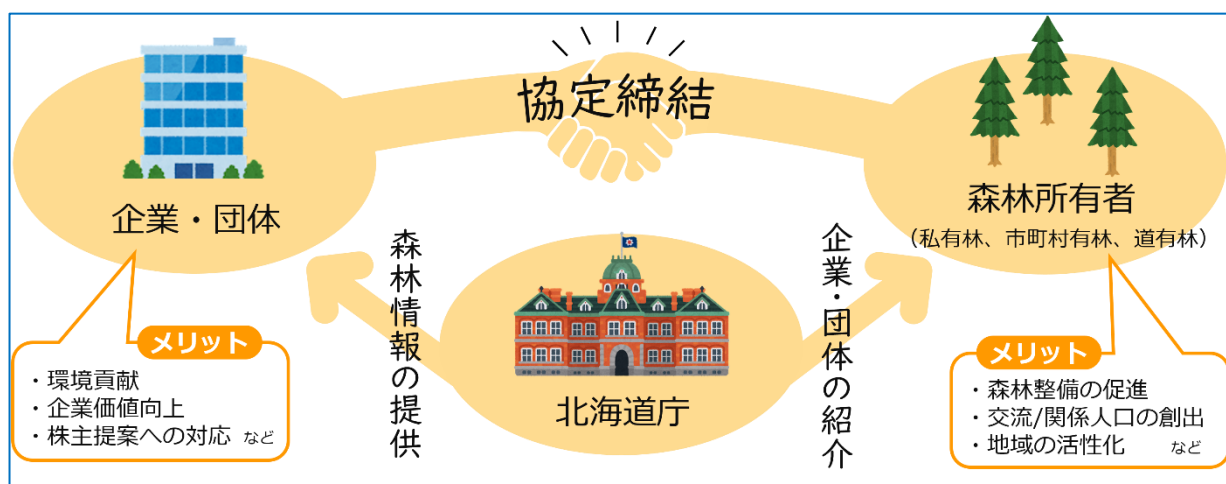 協定締結
企業・団体
森林所有者
（私有林、市町村有林、道有林）
森林情報の提供
企業・団体の紹介
北海道庁
メリット
・環境貢献
・企業価値向上
・株主提案への対応 など
メリット
・森林整備の促進
・交流/関係人口の創出
・地域の活性化 など